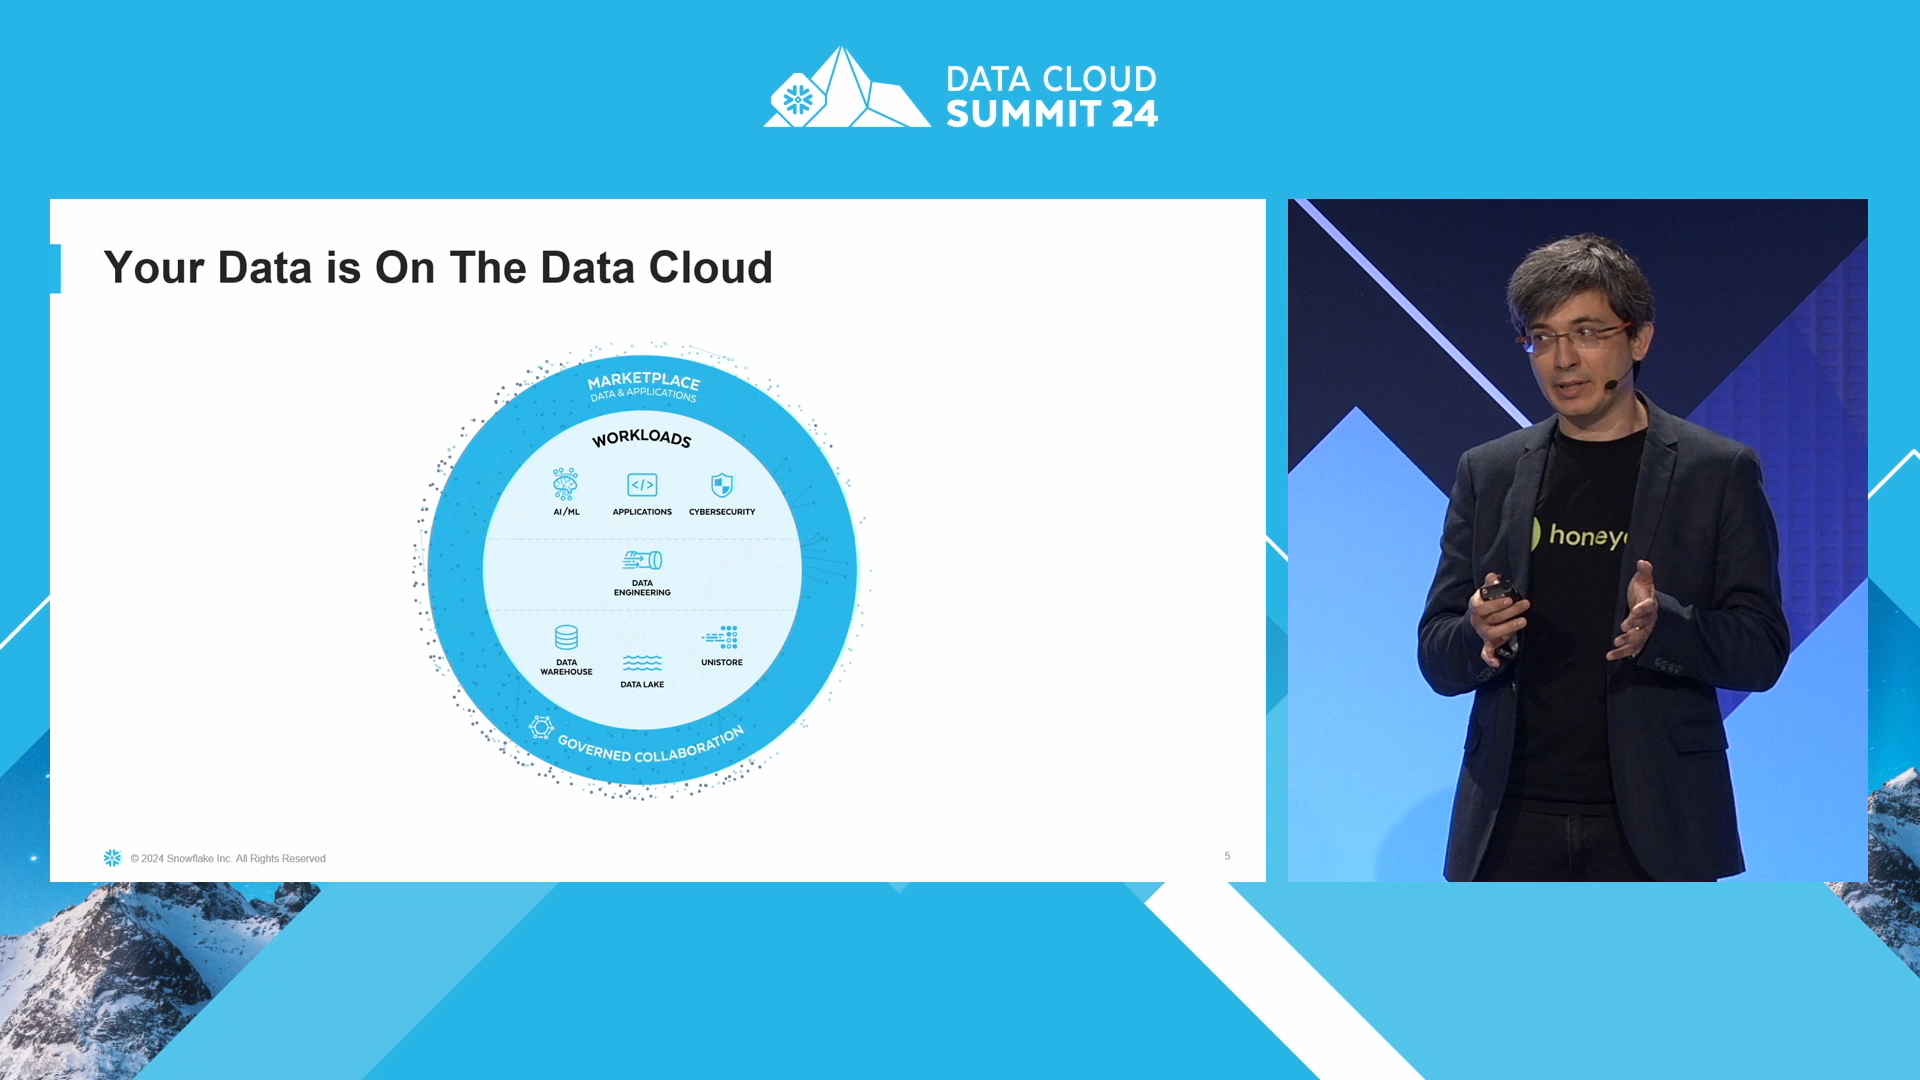 DATA CLOUD
SUMMIT 24
Your Data is On The Data Cloud
MARKETPLACE
DATA & APPLICATIONS
WORKLOADS
AI/ML
APPLICATIONS
CYBERSECURITY
DATA
ENGINEERING
DATA
WAREHOUSE
DATA LAKE
UNISTORE
GOVERNED COLLABORATION
© 2024 Snowflake Inc. All Rights Reserved
5